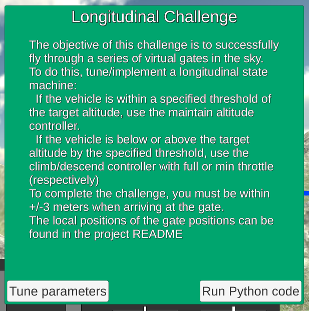 Longitudinal Challenge
The objective of this challenge is to successfully
fly through a series of virtual gates in the sky.
To do this, tune/implement a longitudinal state
machine:
If the vehicle is within a specified threshold of
the target altitude, use the maintain altitude
controller.
If the vehicle is below or above the target
altitude by the specified threshold, use the
climb/descend controller with full or min throttle
(respectively)
To complete the challenge, you must be within
+/-3 meters when arriving at the gate.
The local positions of the gate positions can be
found in the project README
Tune parameters
Run Python code